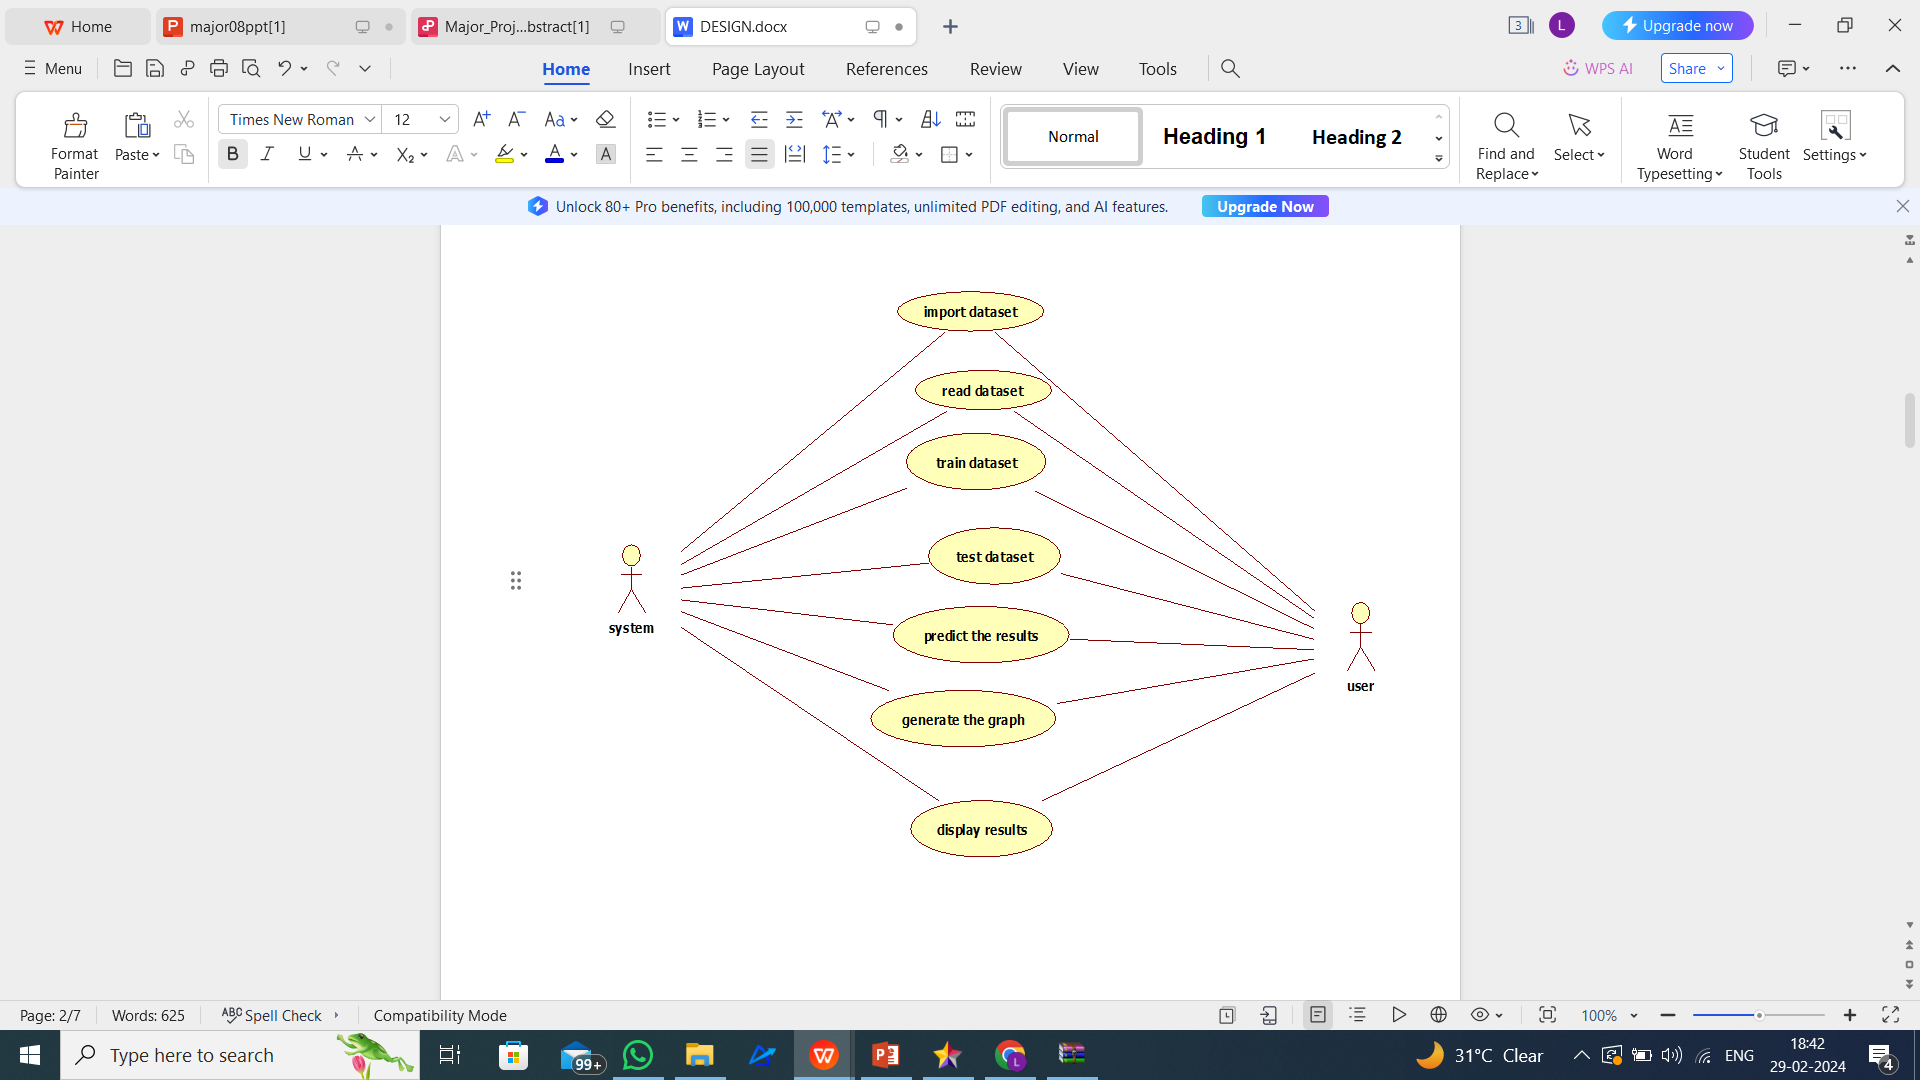 Home
major08ppt[1]
Major_Proj...bstract[1]
DESIGN.docx
3
L
Upgrade now
Menu
Home
Insert
Page Layout
References
Review
View
Tools
WPS AI
Share
Format
Painter
Paste
Times New Roman
12
Normal
Heading 1
Heading 2
Find and
Replace
Select
Word
Typesetting
Student
Tools
Settings
Unlock 80+ Pro benefits, including 100,000 templates, unlimited PDF editing, and AI features.
Upgrade Now
import dataset
read dataset
train dataset
test dataset
system
predict the results
user
generate the graph
display results
Page: 2/7
Words: 625
Spell Check
Compatibility Mode
100%
Type here to search
99+
31°C Clear
ENG
18:42
29-02-2024
4